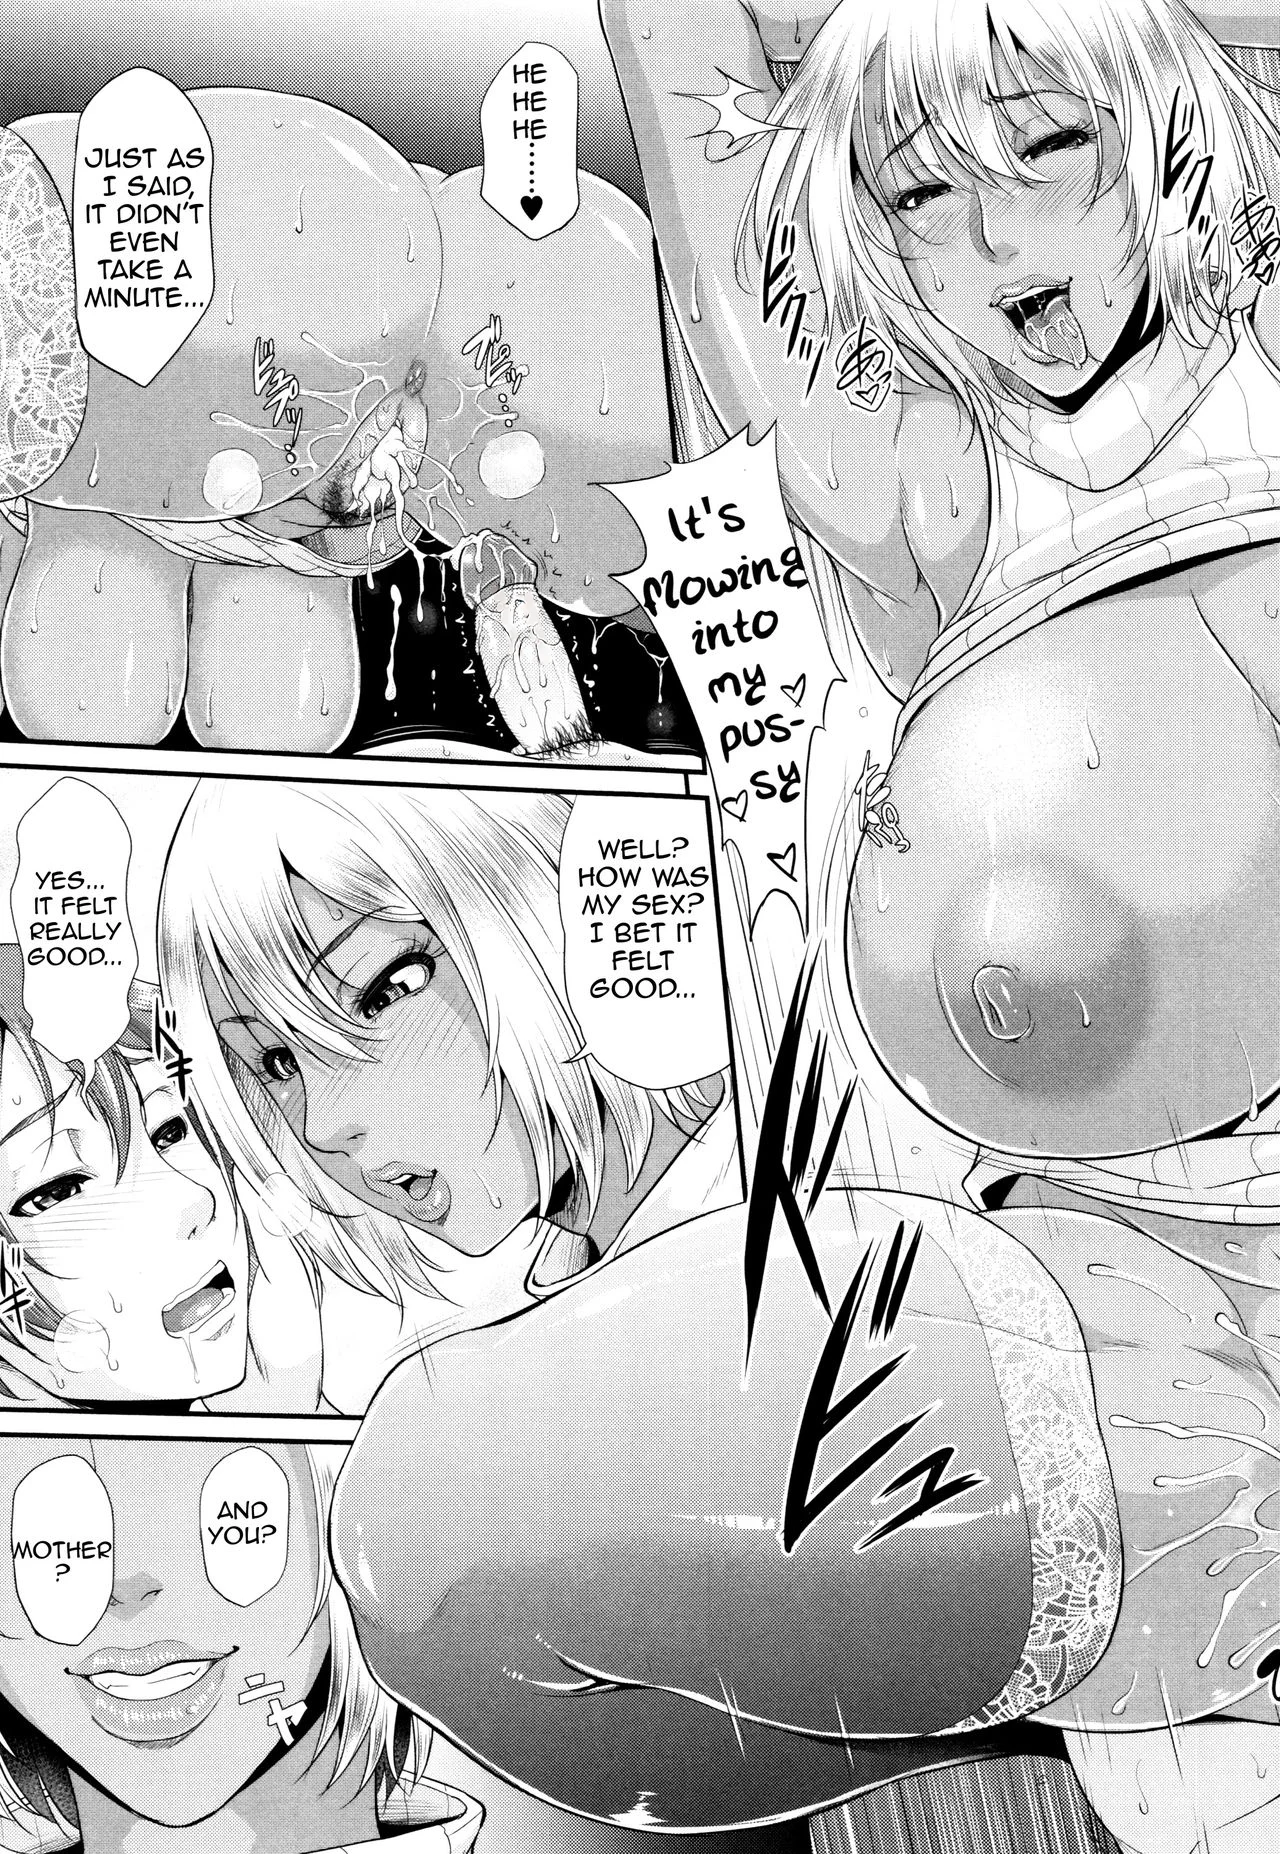 It's
flowing
into
my
pus-
sy
HE
HE
HE......
JUST AS
I SAID,
IT DIDN'T
EVEN
TAKE A
MINUTE...
WELL?
HOW WAS
MY SEX?
I BET IT
FELT
GOOD...
YES...
IT FELT
REALLY
GOOD...
AND
YOU?
MOTHER
?